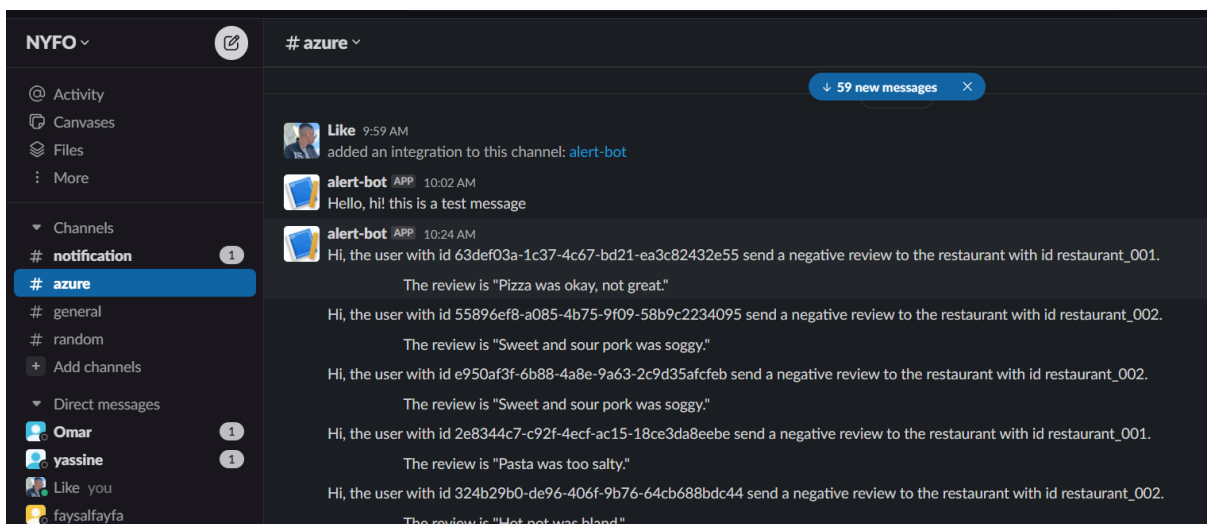 NYFO
# azure
↓ 59 new messages ×
@ Activity
Canvases
Files
More
Channels
# notification 1
# azure
# general
# random
+ Add channels
Direct messages
Omar 1
yassine 1
Like you
faysalfayfa
Like 9:59 AM
added an integration to this channel: alert-bot
alert-bot APP 10:02 AM
Hello, hi! this is a test message
alert-bot APP 10:24 AM
Hi, the user with id 63def03a-1c37-4c67-bd21-ea3c82432e55 send a negative review to the restaurant with id restaurant_001.
The review is "Pizza was okay, not great."
Hi, the user with id 55896ef8-a085-4b75-9f09-58b9c2234095 send a negative review to the restaurant with id restaurant_002.
The review is "Sweet and sour pork was soggy."
Hi, the user with id e950af3f-6b88-4a8e-9a63-2c9d35afcfeb send a negative review to the restaurant with id restaurant_002.
The review is "Sweet and sour pork was soggy."
Hi, the user with id 2e8344c7-c92f-4ecf-ac15-18ce3da8eebe send a negative review to the restaurant with id restaurant_001.
The review is "Pasta was too salty."
Hi, the user with id 324b29b0-de96-406f-9b76-64cb688bdc44 send a negative review to the restaurant with id restaurant_002.
The review is "Hot pot was bland."